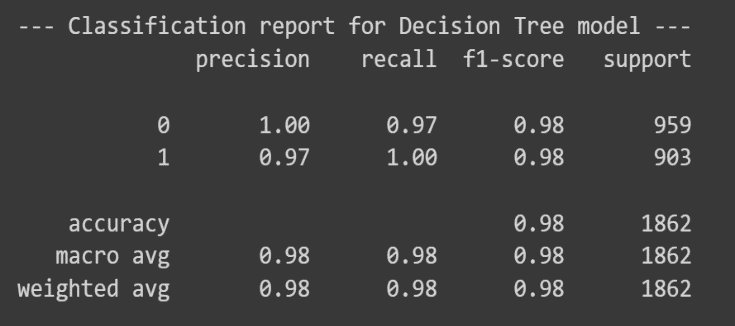 --- Classification report for Decision Tree model ---
precision recall f1-score support
0 1.00 0.97 0.98 959
1 0.97 1.00 0.98 903
accuracy 0.98 1862
macro avg 0.98 0.98 0.98 1862
weighted avg 0.98 0.98 0.98 1862